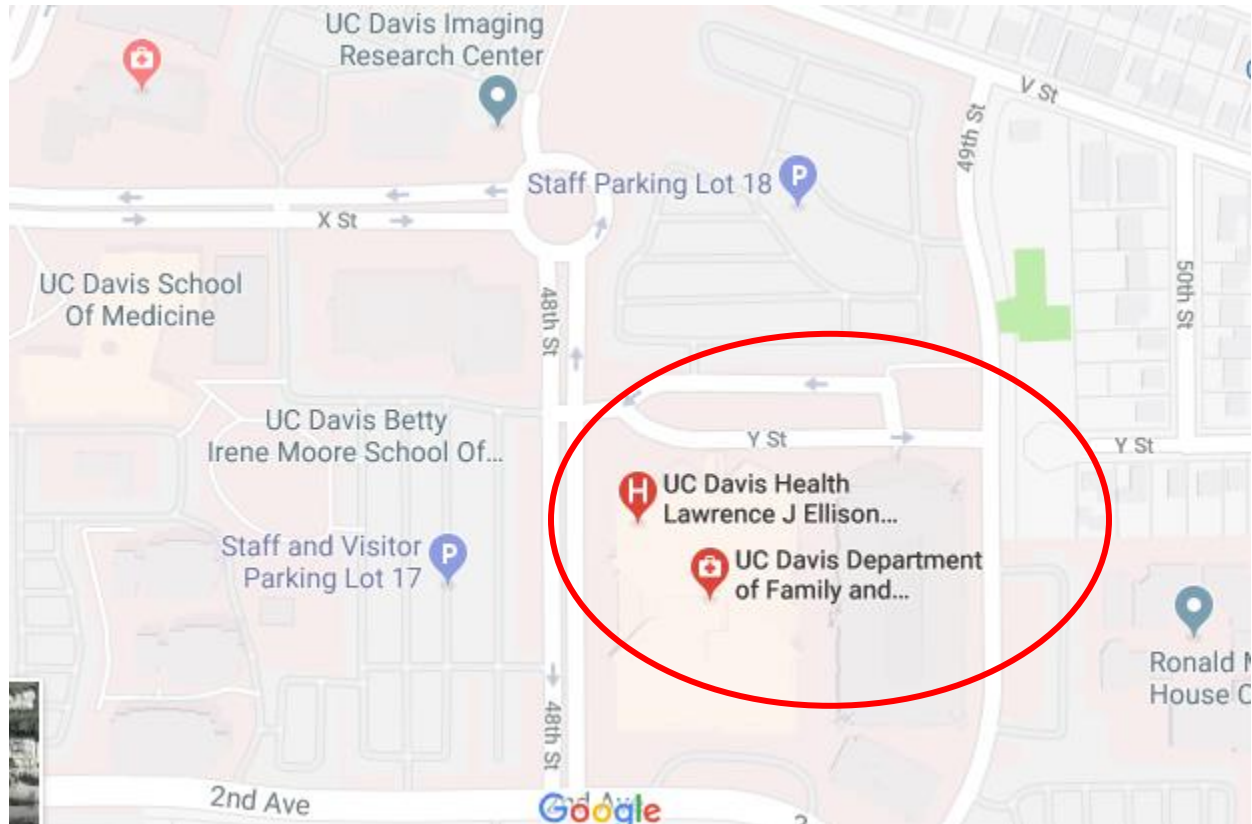 UC Davis Imaging
Research Center
V St
49th St
Staff Parking Lot 18
P
X St
UC Davis School
Of Medicine
48th St
50th St
UC Davis Betty
Irene Moore School Of...
Y St
Y St
H
UC Davis Health
Lawrence J Ellison...
Staff and Visitor
Parking Lot 17
P
UC Davis Department
of Family and...
Ronald
House
48th St
2nd Ave
Google